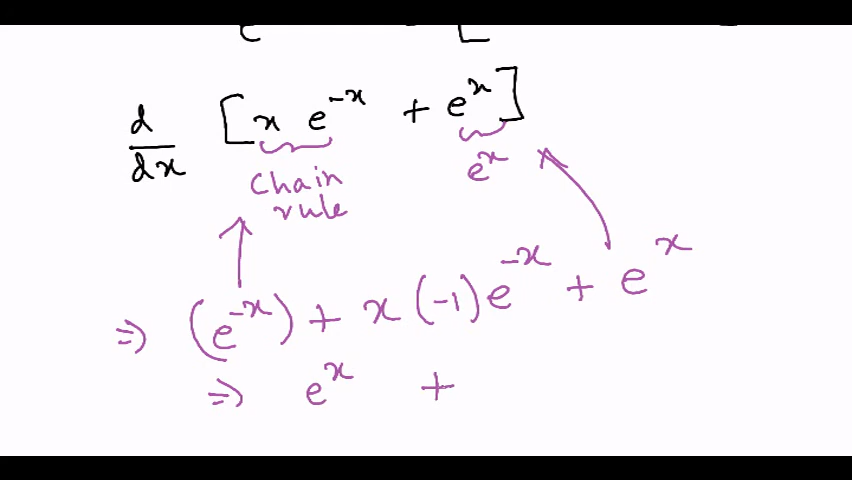 d/dx [x e^{-x} + e^x]
Chain e^x
rule
⇒ (e^{-x}) + x (-1) e^{-x} + e^x
⇒ e^x +